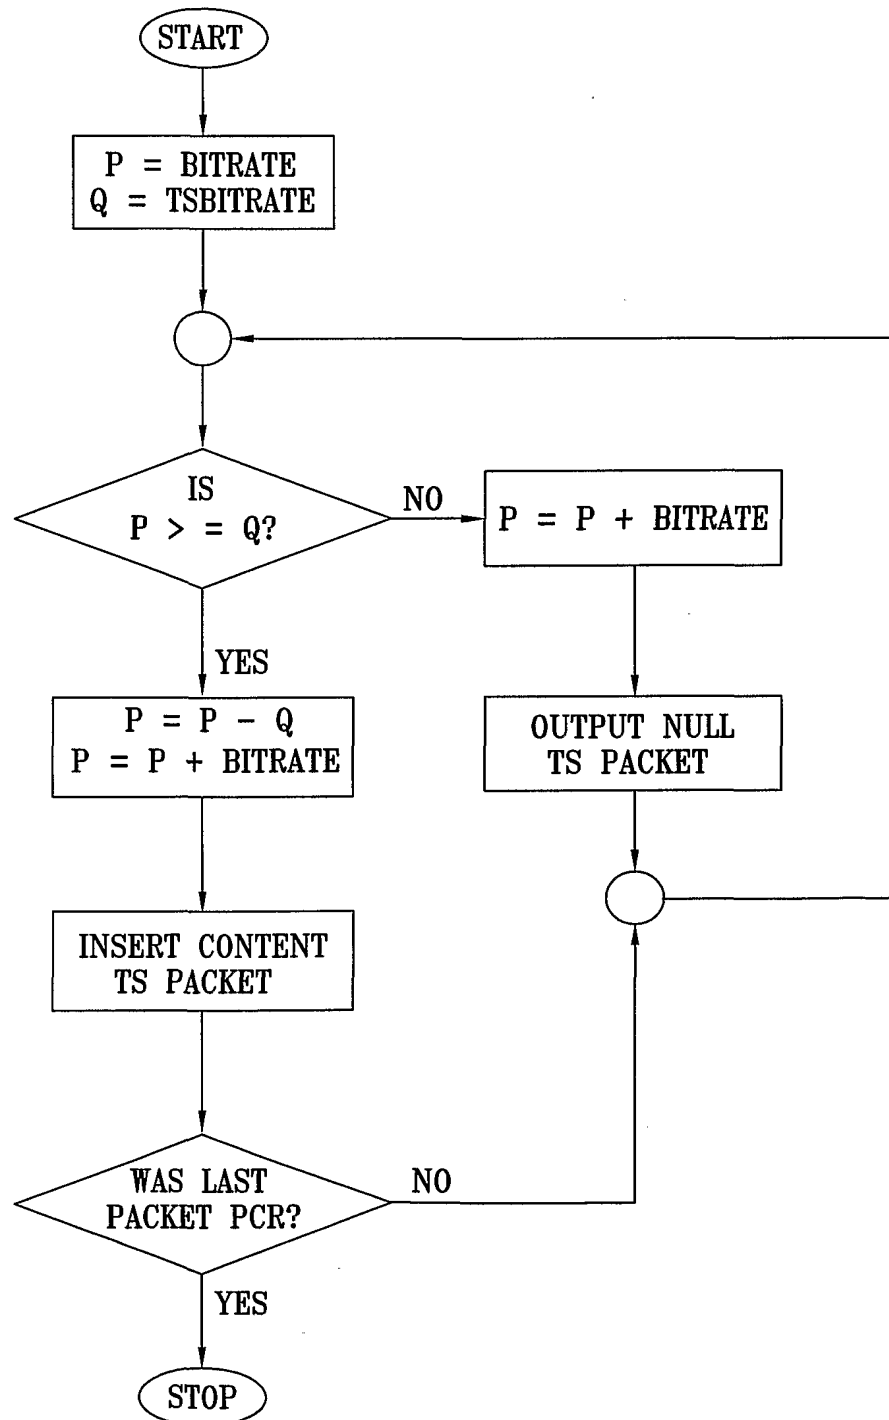 START
P = BITRATE
Q = TSBITRATE
IS
P > = Q?
NO
P = P + BITRATE
YES
P = P - Q
P = P + BITRATE
OUTPUT NULL
TS PACKET
INSERT CONTENT
TS PACKET
WAS LAST
PACKET PCR?
NO
YES
STOP